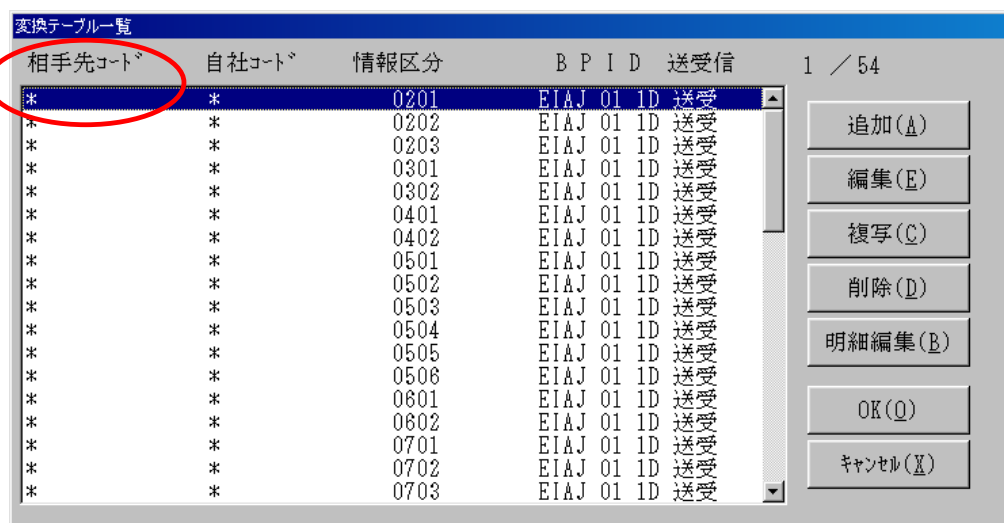 変換テーブル一覧
相手先ｺｰﾄﾞ 自社ｺｰﾄﾞ 情報区分 ＢＰＩＤ 送受信 1 ／54
* * 0201 EIAJ 01 1D 送受
* * 0202 EIAJ 01 1D 送受
* * 0203 EIAJ 01 1D 送受
* * 0301 EIAJ 01 1D 送受
* * 0302 EIAJ 01 1D 送受
* * 0401 EIAJ 01 1D 送受
* * 0402 EIAJ 01 1D 送受
* * 0501 EIAJ 01 1D 送受
* * 0502 EIAJ 01 1D 送受
* * 0503 EIAJ 01 1D 送受
* * 0504 EIAJ 01 1D 送受
* * 0505 EIAJ 01 1D 送受
* * 0506 EIAJ 01 1D 送受
* * 0601 EIAJ 01 1D 送受
* * 0602 EIAJ 01 1D 送受
* * 0701 EIAJ 01 1D 送受
* * 0702 EIAJ 01 1D 送受
* * 0703 EIAJ 01 1D 送受
追加(A)
編集(E)
複写(C)
削除(D)
明細編集(B)
OK(O)
ｷｬﾝｾﾙ(X)